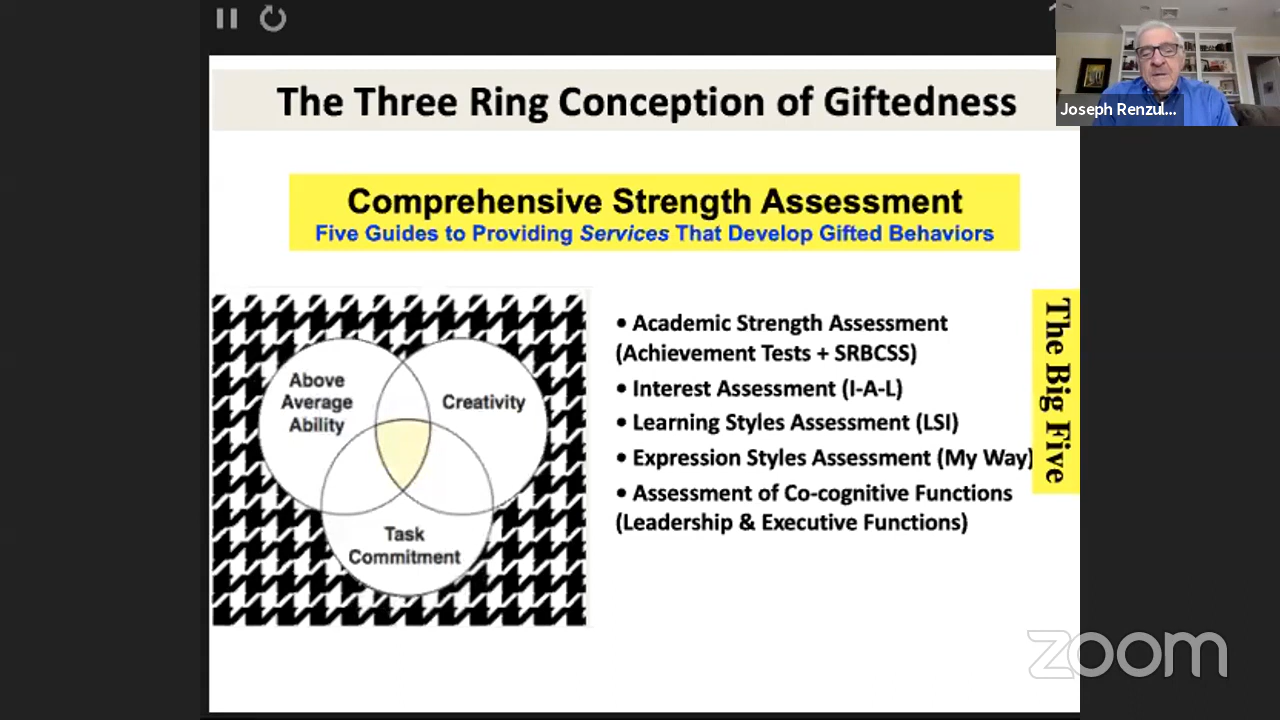 The Three Ring Conception of Giftedness
Joseph Renzul...
Comprehensive Strength Assessment
Five Guides to Providing Services That Develop Gifted Behaviors
Above
Average
Ability
Creativity
Task
Commitment
• Academic Strength Assessment
(Achievement Tests + SRBCSS)
• Interest Assessment (I-A-L)
• Learning Styles Assessment (LSI)
• Expression Styles Assessment (My Way)
• Assessment of Co-cognitive Functions
(Leadership & Executive Functions)
The Big Five
zoom